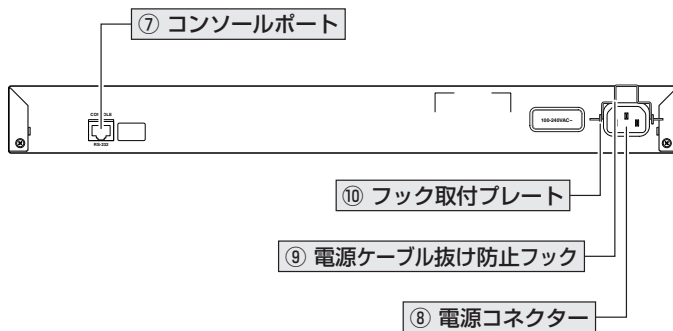 ⑦ コンソールポート
CONSOLE
RS-232
100-240VAC~
⑩ フック取付プレート
⑨ 電源ケーブル抜け防止フック
⑧ 電源コネクター